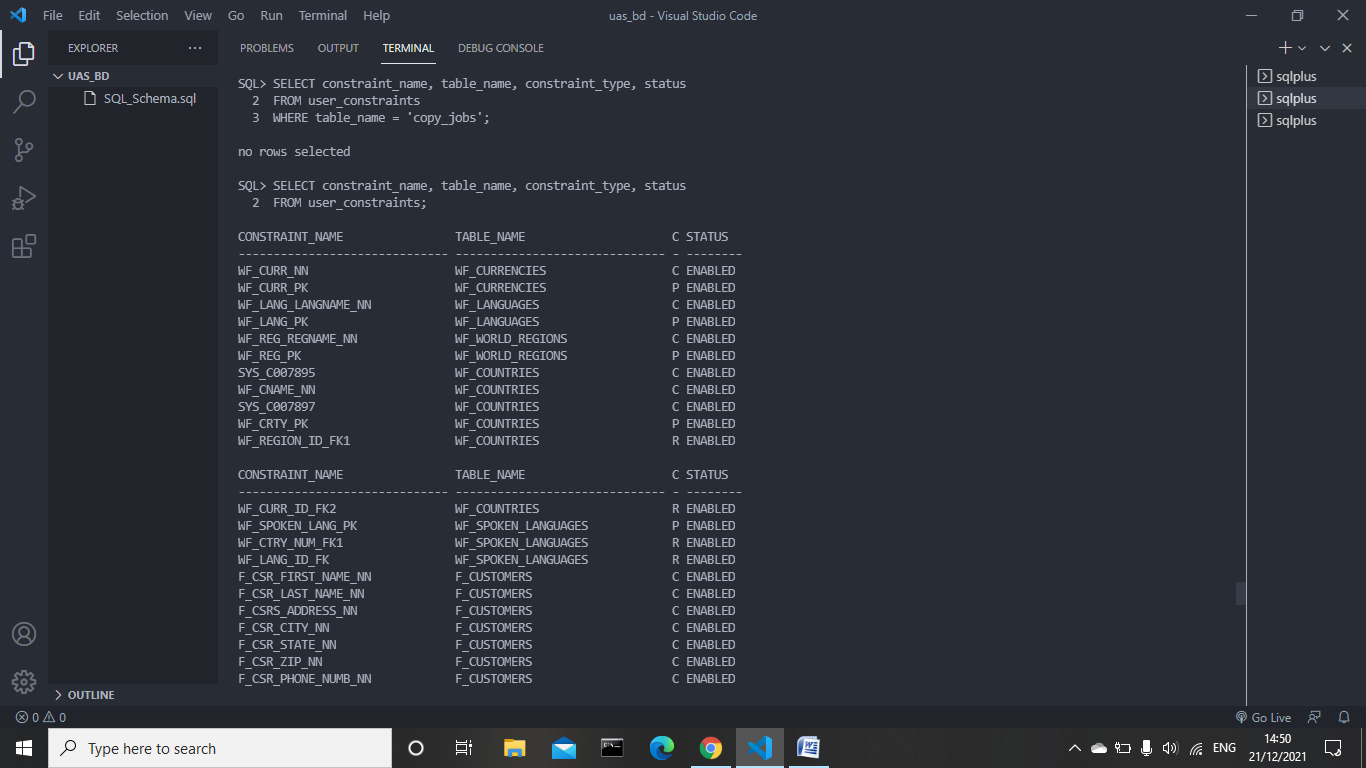 File Edit Selection View Go Run Terminal Help
uas_bd - Visual Studio Code
EXPLORER
UAS_BD
SQL_Schema.sql
OUTLINE
PROBLEMS OUTPUT TERMINAL DEBUG CONSOLE
SQL> SELECT constraint_name, table_name, constraint_type, status
2 FROM user_constraints
3 WHERE table_name = 'copy_jobs';
no rows selected
SQL> SELECT constraint_name, table_name, constraint_type, status
2 FROM user_constraints;
CONSTRAINT_NAME TABLE_NAME C STATUS
------------------------------ ------------------------------ - --------
WF_CURR_NN WF_CURRENCIES C ENABLED
WF_CURR_PK WF_CURRENCIES P ENABLED
WF_LANG_LANGNAME_NN WF_LANGUAGES C ENABLED
WF_LANG_PK WF_LANGUAGES P ENABLED
WF_REG_REGNAME_NN WF_WORLD_REGIONS C ENABLED
WF_REG_PK WF_WORLD_REGIONS P ENABLED
SYS_C007895 WF_COUNTRIES C ENABLED
WF_CNAME_NN WF_COUNTRIES C ENABLED
SYS_C007897 WF_COUNTRIES C ENABLED
WF_CRTY_PK WF_COUNTRIES P ENABLED
WF_REGION_ID_FK1 WF_COUNTRIES R ENABLED
CONSTRAINT_NAME TABLE_NAME C STATUS
------------------------------ ------------------------------ - --------
WF_CURR_ID_FK2 WF_COUNTRIES R ENABLED
WF_SPOKEN_LANG_PK WF_SPOKEN_LANGUAGES P ENABLED
WF_CTRY_NUM_FK1 WF_SPOKEN_LANGUAGES R ENABLED
WF_LANG_ID_FK WF_SPOKEN_LANGUAGES R ENABLED
F_CSR_FIRST_NAME_NN F_CUSTOMERS C ENABLED
F_CSR_LAST_NAME_NN F_CUSTOMERS C ENABLED
F_CSRS_ADDRESS_NN F_CUSTOMERS C ENABLED
F_CSR_CITY_NN F_CUSTOMERS C ENABLED
F_CSR_STATE_NN F_CUSTOMERS C ENABLED
F_CSR_ZIP_NN F_CUSTOMERS C ENABLED
F_CSR_PHONE_NUMB_NN F_CUSTOMERS C ENABLED
sqlplus
sqlplus
sqlplus
0 0
Go Live
Type here to search
ENG
14:50
21/12/2021